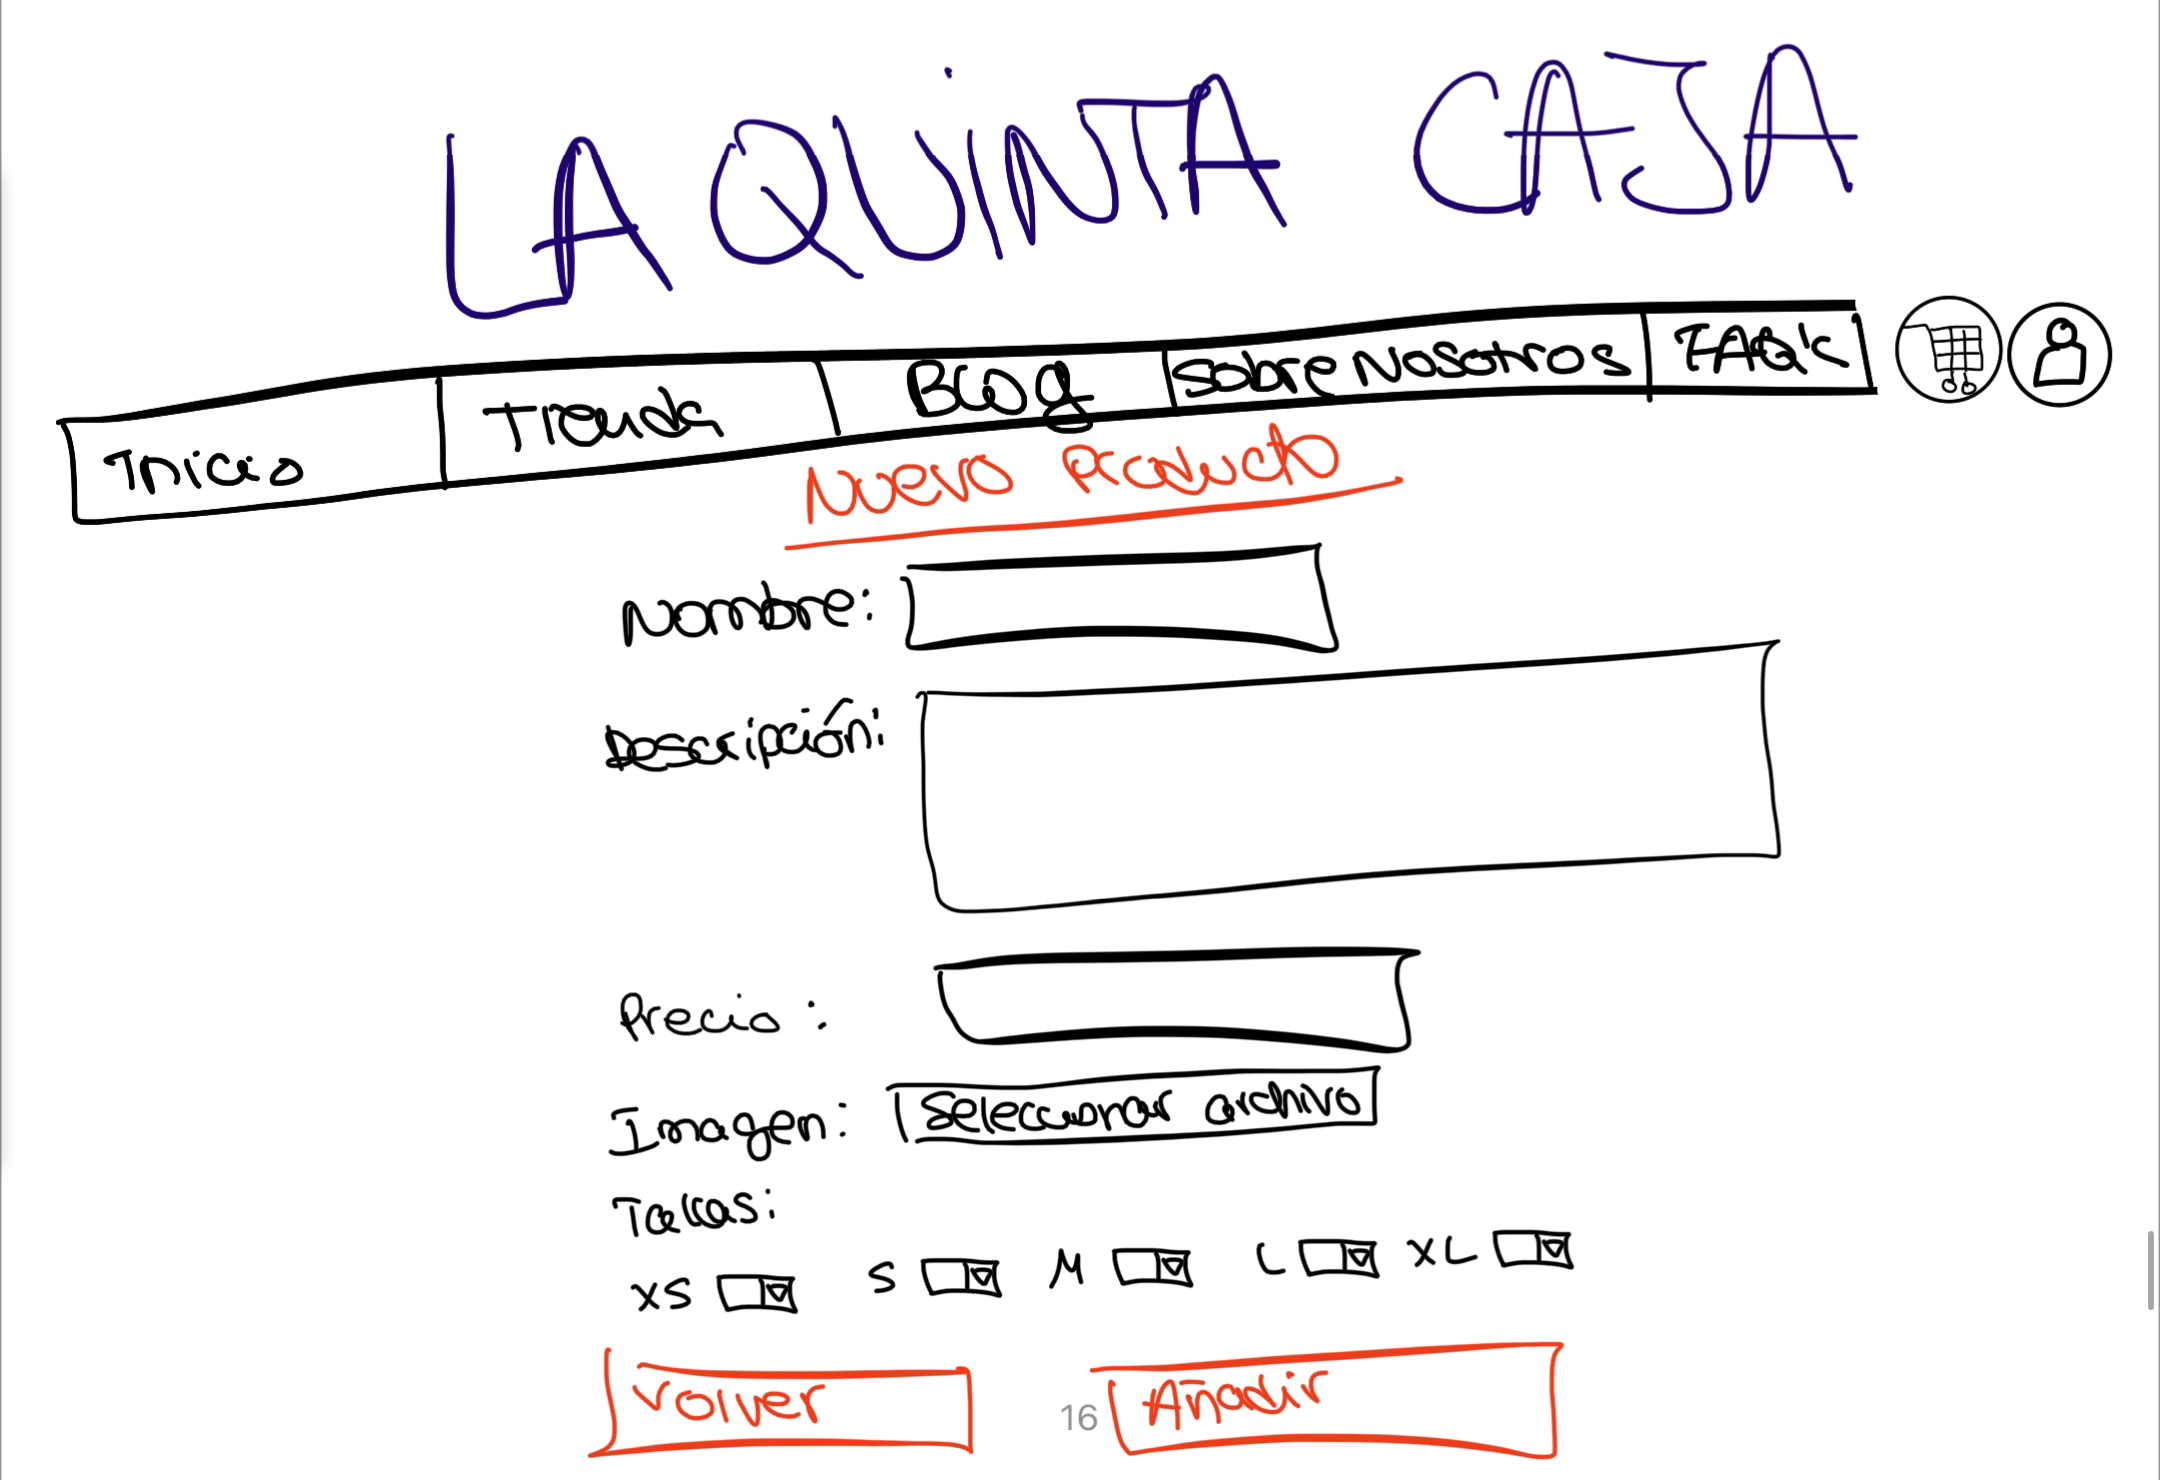 LA QUINTA CAJA
Inicio Tienda Blog Sobre Nosotros FAQ's
Nuevo Producto
Nombre:
Descripción:
Precio:
Imagen: Seleccionar archivo
Tallas:
XS S M L XL
Volver 16 Añadir